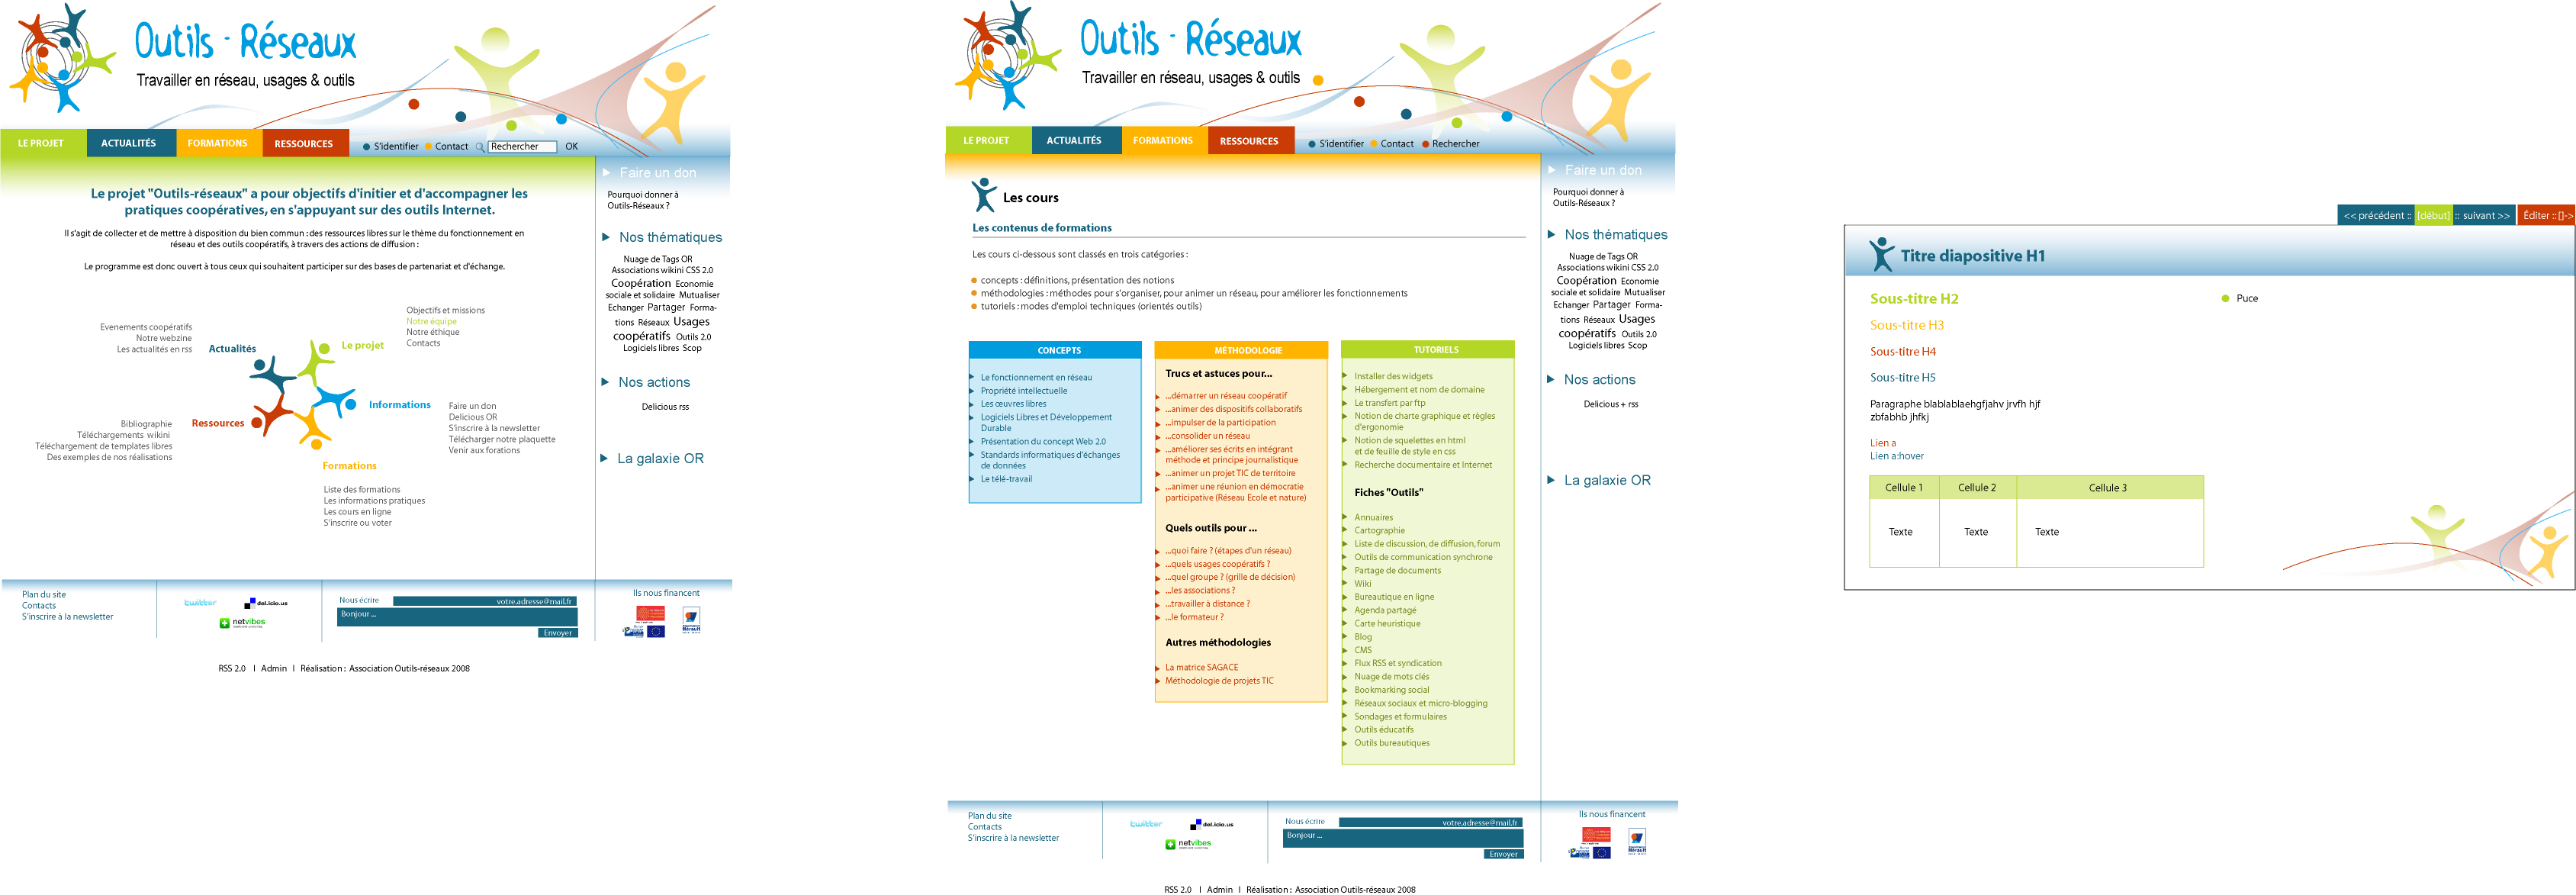 Outils - Réseaux
Travailler en réseau, usages & outils
LE PROJET
ACTUALITÉS
FORMATIONS
RESSOURCES
S'identifier
Contact
Rechercher
OK
Le projet "Outils-réseaux" a pour objectifs d'initier et d'accompagner les
pratiques coopératives, en s'appuyant sur des outils Internet.
Il s'agit de collecter et de mettre à disposition du bien commun : des ressources libres sur le thème du fonctionnement en
réseau et des outils coopératifs, à travers des actions de diffusion :
Le programme est donc ouvert à tous ceux qui souhaitent participer sur des bases de partenariat et d'échange.
Evenements coopératifs
Notre webzine
Les actualités en rss
Actualités
Objectifs et missions
Notre équipe
Notre éthique
Contacts
Le projet
Informations
Faire un don
Delicious OR
S'inscrire à la newsletter
Télécharger notre plaquette
Venir aux forations
Ressources
Bibliographie
Téléchargements wikini
Téléchargement de templates libres
Des exemples de nos réalisations
Formations
Liste des formations
Les informations pratiques
Les cours en ligne
S'inscrire ou voter
Faire un don
Pourquoi donner à
Outils-Réseaux ?
Nos thématiques
Nuage de Tags OR
Associations wikini CSS 2.0
Coopération Economie
sociale et solidaire Mutualiser
Echanger Partager Forma-
tions Réseaux Usages
coopératifs Outils 2.0
Logiciels libres Scop
Nos actions
Delicious rss
La galaxie OR
Plan du site
Contacts
S'inscrire à la newsletter
twitter
del.icio.us
netvibes
Nous écrire
votre.adresse@mail.fr
Bonjour ...
Envoyer
Ils nous financent
RSS 2.0 I Admin I Réalisation : Association Outils-réseaux 2008
Outils - Réseaux
Travailler en réseau, usages & outils
LE PROJET
ACTUALITÉS
FORMATIONS
RESSOURCES
S'identifier
Contact
Rechercher
Les cours
Les contenus de formations
Les cours ci-dessous sont classés en trois catégories :
concepts : définitions, présentation des notions
méthodologies : méthodes pour s'organiser, pour animer un réseau, pour améliorer les fonctionnements
tutoriels : modes d'emploi techniques (orientés outils)
CONCEPTS
Le fonctionnement en réseau
Propriété intellectuelle
Les œuvres libres
Logiciels Libres et Développement
Durable
Présentation du concept Web 2.0
Standards informatiques d'échanges
de données
Le télé-travail
MÉTHODOLOGIE
Trucs et astuces pour...
...démarrer un réseau coopératif
...animer des dispositifs collaboratifs
...impulser de la participation
...consolider un réseau
...améliorer ses écrits en intégrant
méthode et principe journalistique
...animer un projet TIC de territoire
...animer une réunion en démocratie
participative (Réseau Ecole et nature)
Quels outils pour ...
...quoi faire ? (étapes d'un réseau)
...quels usages coopératifs ?
...quel groupe ? (grille de décision)
...les associations ?
...travailler à distance ?
...le formateur ?
Autres méthodologies
La matrice SAGACE
Méthodologie de projets TIC
TUTORIELS
Installer des widgets
Hébergement et nom de domaine
Le transfert par ftp
Notion de charte graphique et règles
d'ergonomie
Notion de squelettes en html
et de feuille de style en css
Recherche documentaire et Internet
Fiches "Outils"
Annuaires
Cartographie
Liste de discussion, de diffusion, forum
Outils de communication synchrone
Partage de documents
Wiki
Bureautique en ligne
Agenda partagé
Carte heuristique
Blog
CMS
Flux RSS et syndication
Nuage de mots clés
Bookmarking social
Réseaux sociaux et micro-blogging
Sondages et formulaires
Outils éducatifs
Outils bureautiques
Faire un don
Pourquoi donner à
Outils-Réseaux ?
Nos thématiques
Nuage de Tags OR
Associations wikini CSS 2.0
Coopération Economie
sociale et solidaire Mutualiser
Echanger Partager Forma-
tions Réseaux Usages
coopératifs Outils 2.0
Logiciels libres Scop
Nos actions
Delicious + rss
La galaxie OR
Plan du site
Contacts
S'inscrire à la newsletter
twitter
del.icio.us
netvibes
Nous écrire
votre.adresse@mail.fr
Bonjour ...
Envoyer
Ils nous financent
RSS 2.0 I Admin I Réalisation : Association Outils-réseaux 2008
<< précédent :: [début] :: suivant >> Éditer :: []->
Titre diapositive H1
Sous-titre H2
Sous-titre H3
Sous-titre H4
Sous-titre H5
Paragraphe blablablaehgfjahv jrvfh hjf
zbfabhb jhfkj
Lien a
Lien a:hover
Puce
Cellule 1 Cellule 2 Cellule 3
Texte Texte Texte